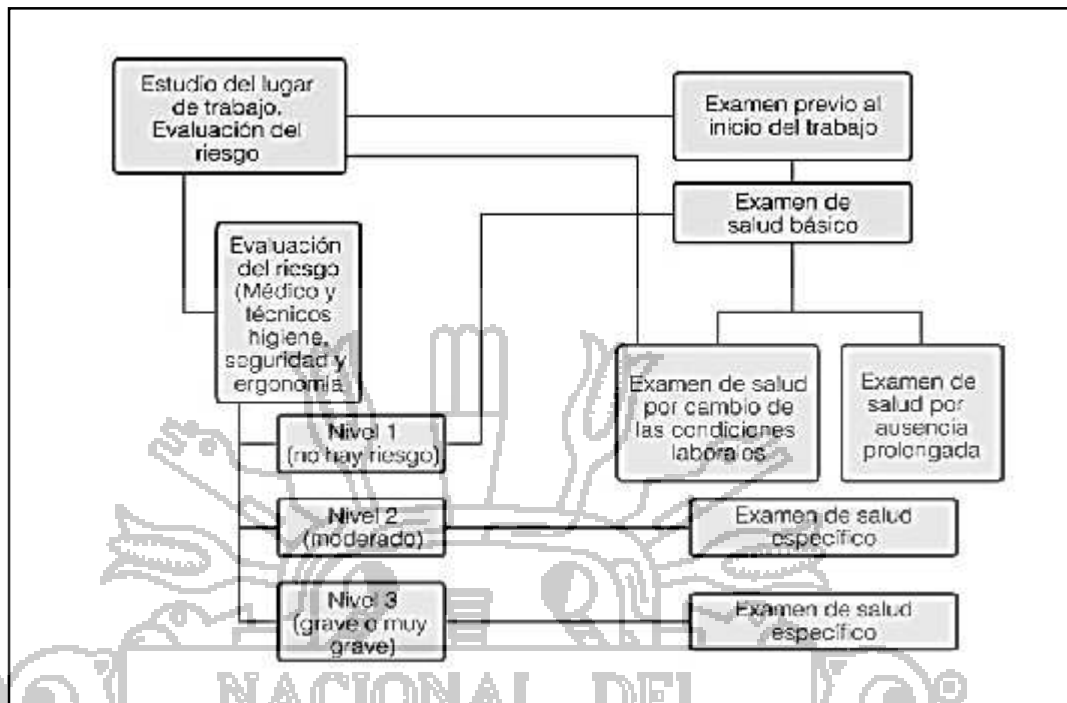 Estudio del lugar
de trabajo.
Evaluación del
riesgo
Examen previo al
inicio del trabajo
Examen de
salud básico
Evaluación
del riesgo
(Médico y
técnicos
higiene,
seguridad y
ergonomía
Examen de salud
por cambio de
las condiciones
laborales
Examen de
salud por
ausencia
prolongada
Nivel 1
(no hay riesgo)
Nivel 2
(moderado)
Examen de salud
específico
Nivel 3
(grave o muy
grave)
Examen de salud
específico
NACIONAL DEL